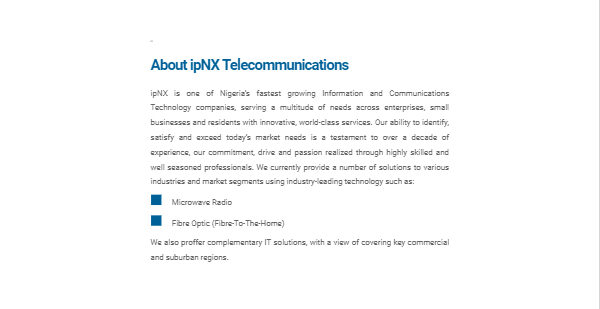 About ipNX Telecommunications
ipNX is one of Nigeria's fastest growing Information and Communications
Technology companies, serving a multitude of needs across enterprises, small
businesses and residents with innovative, world-class services. Our ability to identify,
satisfy and exceed today's market needs is a testament to over a decade of
experience, our commitment, drive and passion realized through highly skilled and
well seasoned professionals. We currently provide a number of solutions to various
industries and market segments using industry-leading technology such as:
Microwave Radio
Fibre Optic (Fibre-To-The-Home)
We also proffer complementary IT solutions, with a view of covering key commercial
and suburban regions.